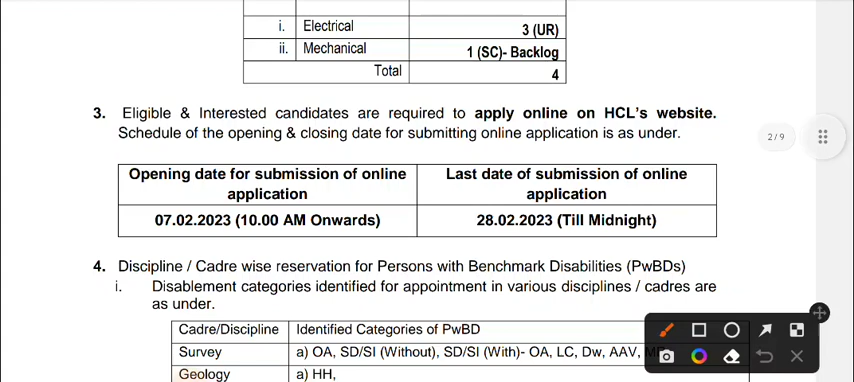 i. Electrical 3 (UR)
ii. Mechanical 1 (SC)- Backlog
Total 4
3. Eligible & Interested candidates are required to apply online on HCL's website.
Schedule of the opening & closing date for submitting online application is as under.
2 / 9
Opening date for submission of online application
Last date of submission of online application
07.02.2023 (10.00 AM Onwards) 28.02.2023 (Till Midnight)
4. Discipline / Cadre wise reservation for Persons with Benchmark Disabilities (PwBDs)
i. Disablement categories identified for appointment in various disciplines / cadres are
as under.
Cadre/Discipline Identified Categories of PwBD
Survey a) OA, SD/SI (Without), SD/SI (With)- OA, LC, Dw, AAV,
Geology a) HH,